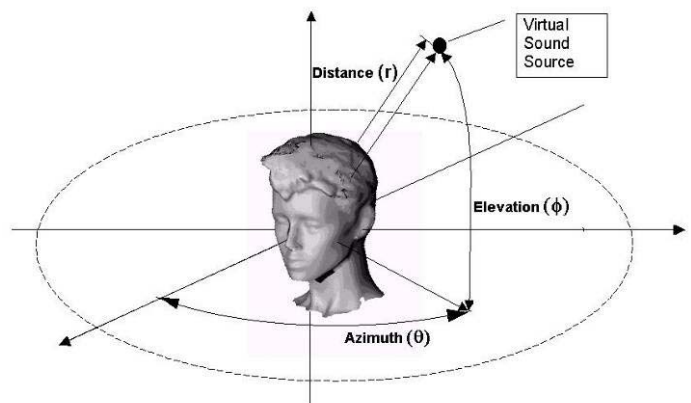 Virtual
Sound
Source
Distance (r)
Elevation (ϕ)
Azimuth (θ)